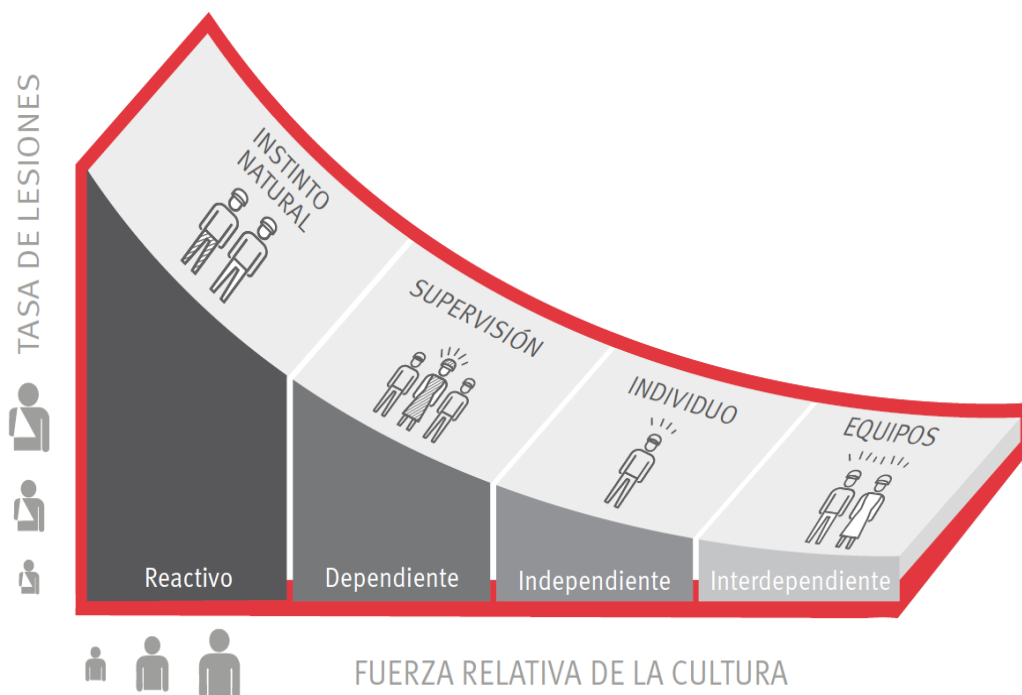 TASA DE LESIONES
INSTINTO
NATURAL
SUPERVISIÓN
INDIVIDUO
EQUIPOS
Reactivo
Dependiente
Independiente
Interdependiente
FUERZA RELATIVA DE LA CULTURA